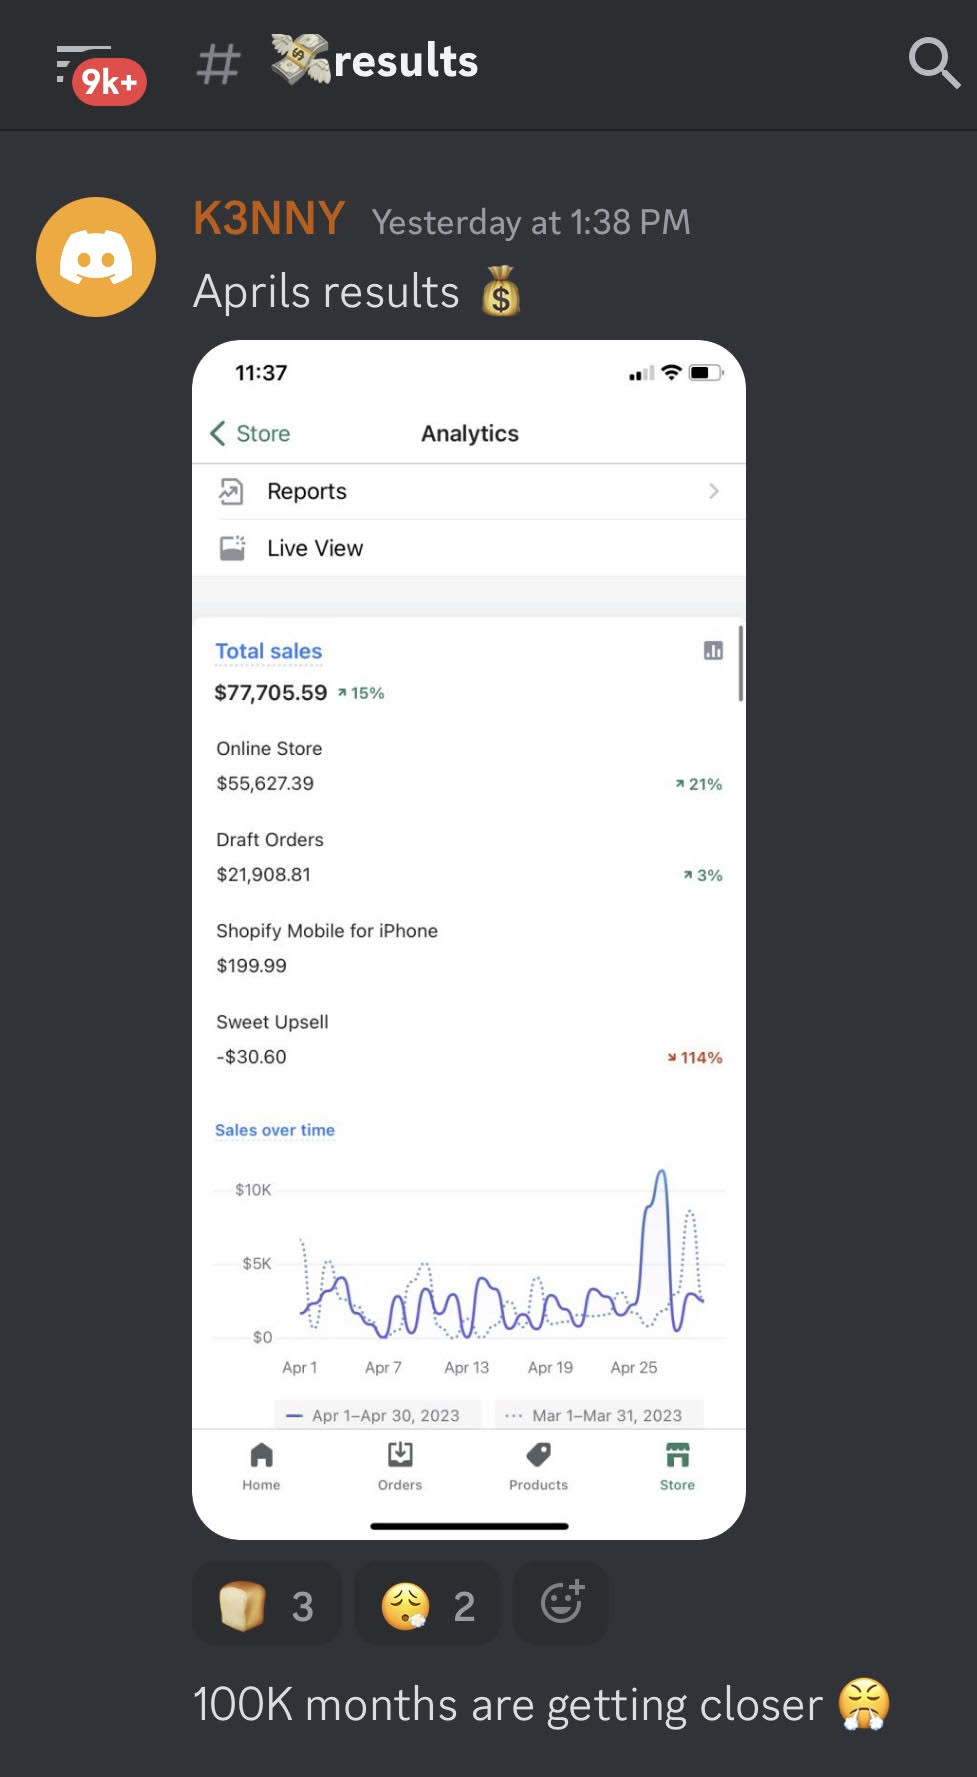 9k+
# 💸results
K3NNY Yesterday at 1:38 PM
Aprils results 💰
11:37
Store Analytics
Reports
Live View
Total sales
$77,705.59 ↗ 15%
Online Store
$55,627.39 ↗ 21%
Draft Orders
$21,908.81 ↗ 3%
Shopify Mobile for iPhone
$199.99
Sweet Upsell
-$30.60 ↘ 114%
Sales over time
$10K
$5K
$0
Apr 1 Apr 7 Apr 13 Apr 19 Apr 25
Apr 1–Apr 30, 2023 Mar 1–Mar 31, 2023
Home Orders Products Store
🍞 3 😮‍💨 2
100K months are getting closer 😤